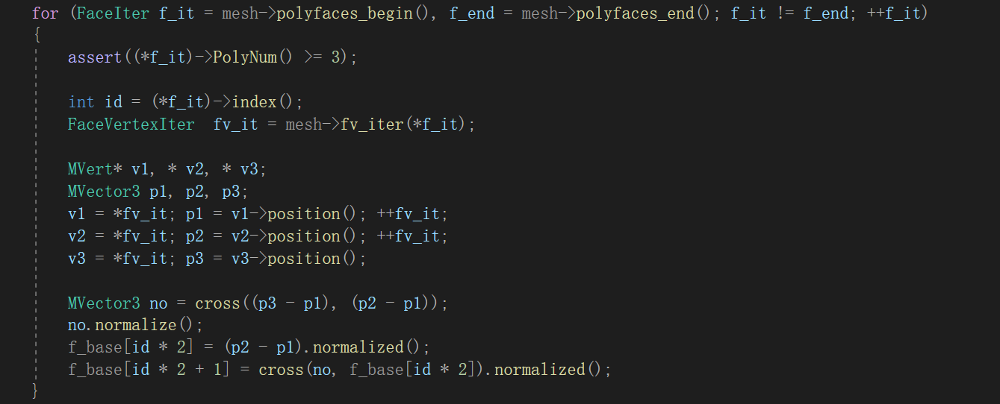 for (FaceIter f_it = mesh->polyfaces_begin(), f_end = mesh->polyfaces_end(); f_it != f_end; ++f_it)
{
assert((*f_it)->PolyNum() >= 3);
int id = (*f_it)->index();
FaceVertexIter  fv_it = mesh->fv_iter(*f_it);
MVert* v1, * v2, * v3;
MVector3 p1, p2, p3;
v1 = *fv_it; p1 = v1->position(); ++fv_it;
v2 = *fv_it; p2 = v2->position(); ++fv_it;
v3 = *fv_it; p3 = v3->position();
MVector3 no = cross((p3 - p1), (p2 - p1));
no.normalize();
f_base[id * 2] = (p2 - p1).normalized();
f_base[id * 2 + 1] = cross(no, f_base[id * 2]).normalized();
}